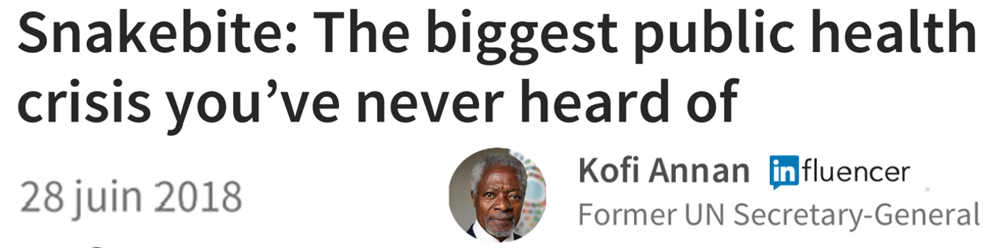 Snakebite: The biggest public health
crisis you’ve never heard of
28 juin 2018
Kofi Annan influencer
Former UN Secretary-General